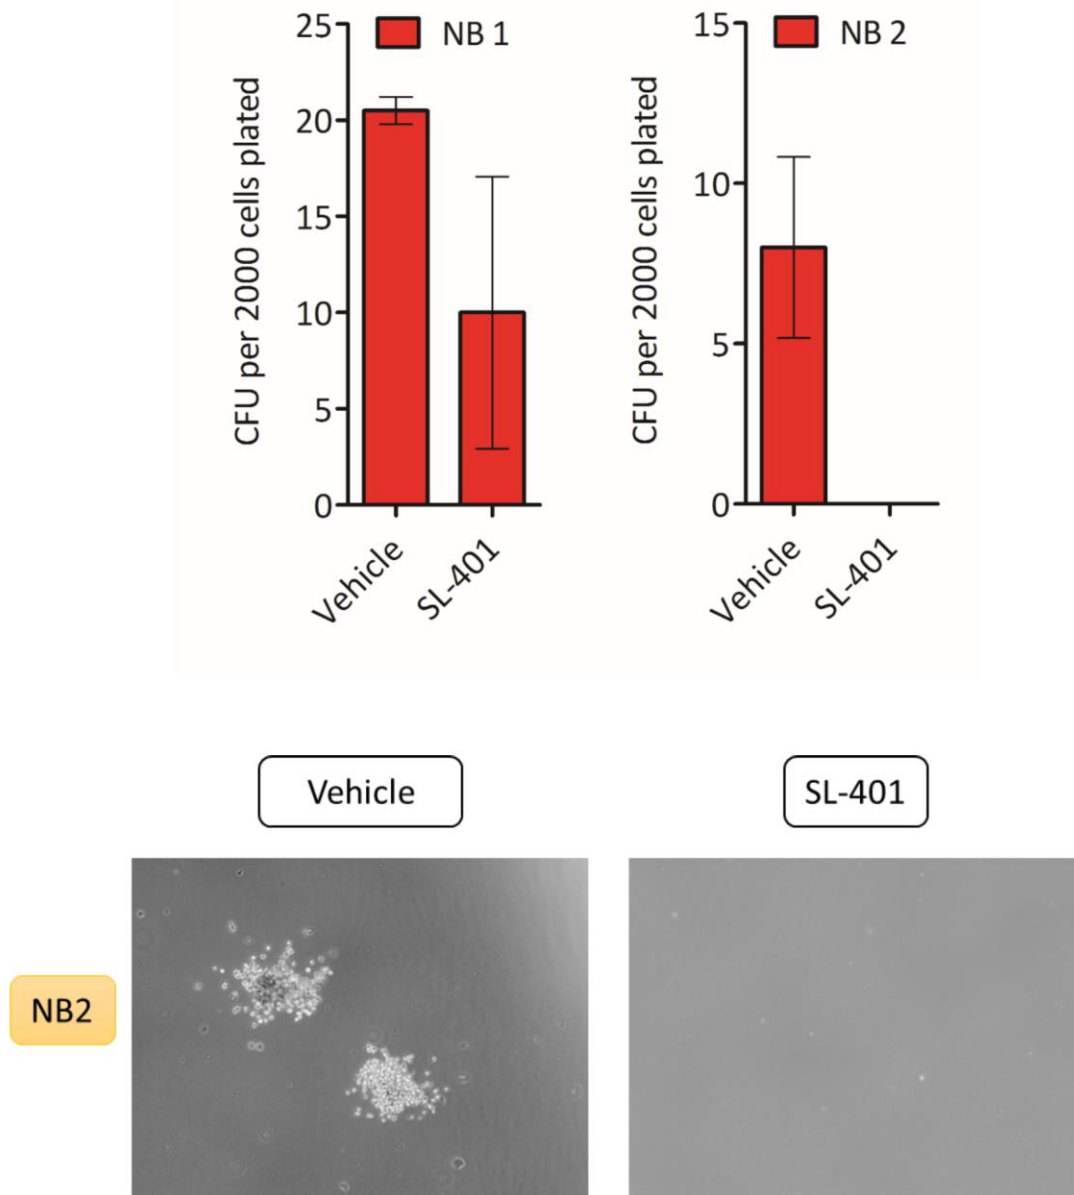 25
20
15
10
5
0
CFU per 2000 cells plated
NB 1
Vehicle
SL-401
15
10
5
0
CFU per 2000 cells plated
NB 2
Vehicle
SL-401
Vehicle
SL-401
NB2